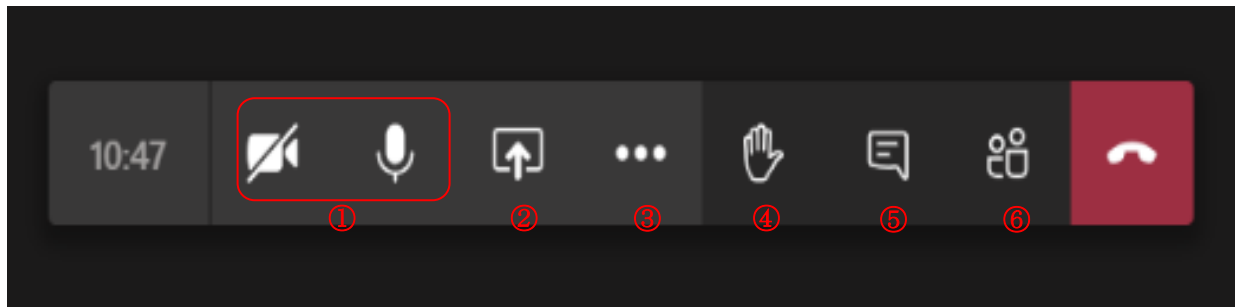 10:47
① ② ③ ④ ⑤ ⑥